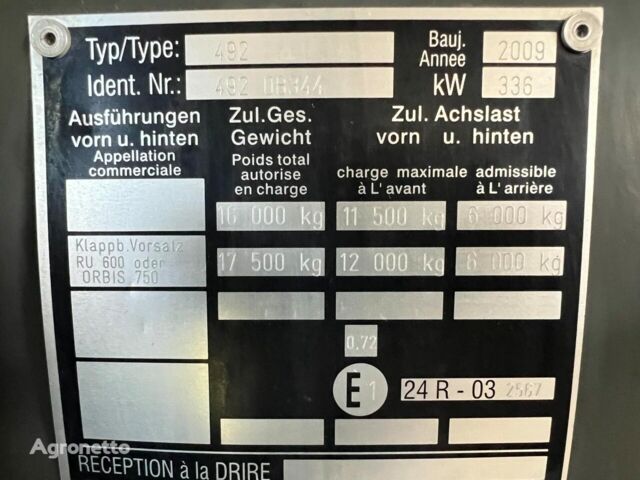 Typ/Type: 492 Bauj. Annee 2009
Ident. Nr.: 492 0B344 kW 336
Ausführungen vorn u. hinten
Appellation commerciale
Zul.Ges. Gewicht
Poids total autorise en charge
Zul. Achslast vorn u. hinten
charge maximale admissible
à L' avant à L' arrière
16 000 kg 11 500 kg 6 000 kg
Klappb.Vorsatz
RU 600 oder
ORBIS 750
17 500 kg 12 000 kg 6 000 kg
0.72
E 1 24 R - 03 2567
RECEPTION à la DRIRE
Agronetto